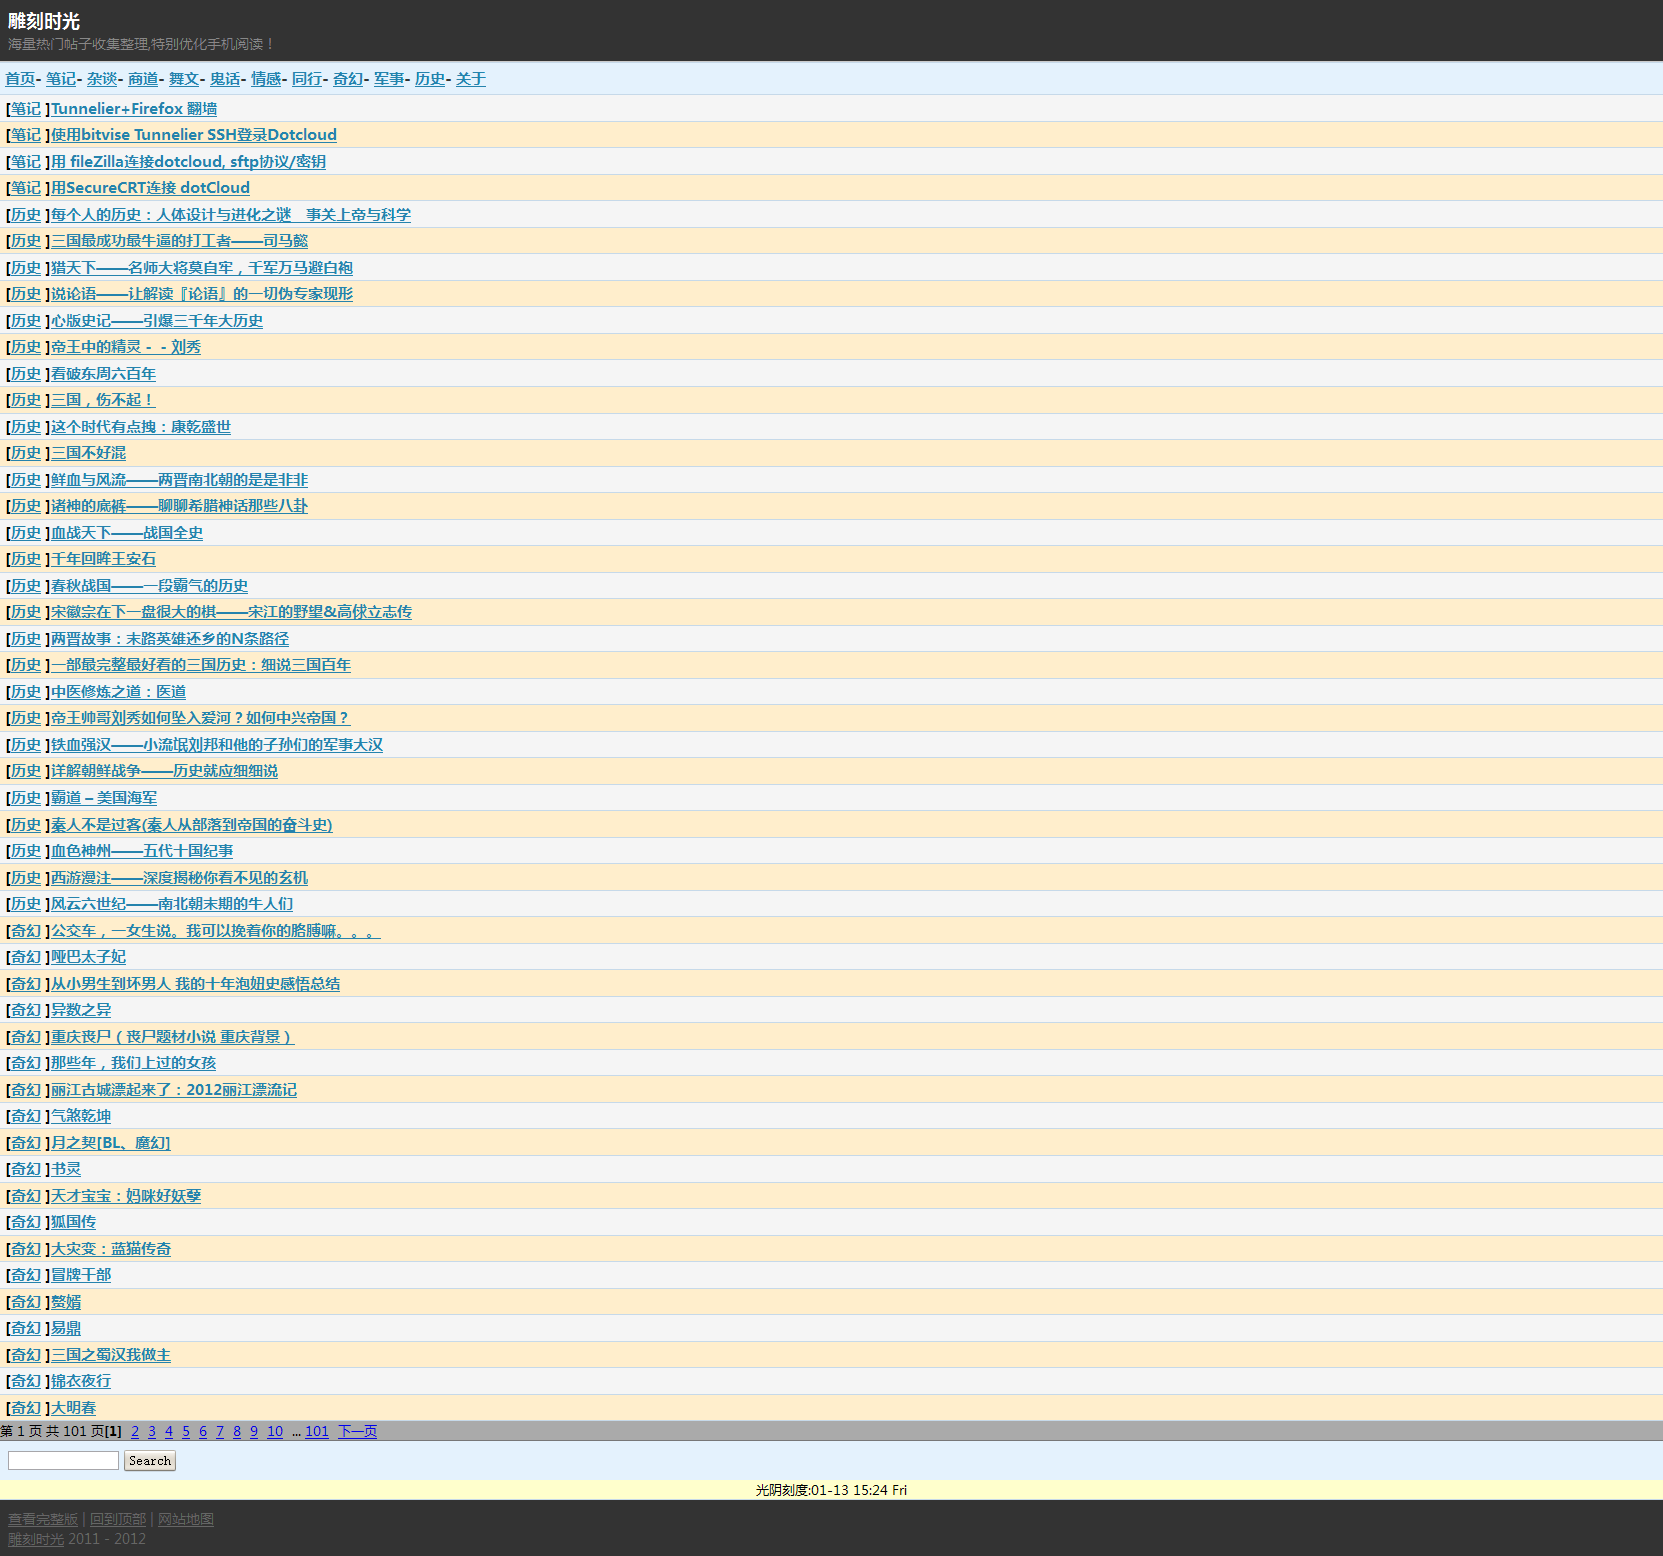 雕刻时光
海量热门帖子收集整理,特别优化手机阅读！
首页- 笔记- 杂谈- 商道- 舞文- 鬼话- 情感- 同行- 奇幻- 军事- 历史- 关于
[笔记 ]Tunnelier+Firefox 翻墙
[笔记 ]使用bitvise Tunnelier SSH登录Dotcloud
[笔记 ]用 fileZilla连接dotcloud, sftp协议/密钥
[笔记 ]用SecureCRT连接 dotCloud
[历史 ]每个人的历史：人体设计与进化之谜　事关上帝与科学
[历史 ]三国最成功最牛逼的打工者——司马懿
[历史 ]猎天下——名师大将莫自牢，千军万马避白袍
[历史 ]说论语——让解读『论语』的一切伪专家现形
[历史 ]心版史记——引爆三千年大历史
[历史 ]帝王中的精灵－－刘秀
[历史 ]看破东周六百年
[历史 ]三国，伤不起！
[历史 ]这个时代有点拽：康乾盛世
[历史 ]三国不好混
[历史 ]鲜血与风流——两晋南北朝的是是非非
[历史 ]诸神的底裤——聊聊希腊神话那些八卦
[历史 ]血战天下——战国全史
[历史 ]千年回眸王安石
[历史 ]春秋战国——一段霸气的历史
[历史 ]宋徽宗在下一盘很大的棋——宋江的野望&高俅立志传
[历史 ]两晋故事：末路英雄还乡的N条路径
[历史 ]一部最完整最好看的三国历史：细说三国百年
[历史 ]中医修炼之道：医道
[历史 ]帝王帅哥刘秀如何坠入爱河？如何中兴帝国？
[历史 ]铁血强汉——小流氓刘邦和他的子孙们的军事大汉
[历史 ]详解朝鲜战争——历史就应细细说
[历史 ]霸道 – 美国海军
[历史 ]秦人不是过客(秦人从部落到帝国的奋斗史)
[历史 ]血色神州——五代十国纪事
[历史 ]西游漫注——深度揭秘你看不见的玄机
[历史 ]风云六世纪——南北朝末期的牛人们
[奇幻 ]公交车，一女生说。我可以挽着你的胳膊嘛。。。
[奇幻 ]哑巴太子妃
[奇幻 ]从小男生到坏男人 我的十年泡妞史感悟总结
[奇幻 ]异数之异
[奇幻 ]重庆丧尸（丧尸题材小说 重庆背景）
[奇幻 ]那些年，我们上过的女孩
[奇幻 ]丽江古城漂起来了：2012丽江漂流记
[奇幻 ]气煞乾坤
[奇幻 ]月之契[BL、魔幻]
[奇幻 ]书灵
[奇幻 ]天才宝宝：妈咪好妖孽
[奇幻 ]狐国传
[奇幻 ]大灾变：蓝猫传奇
[奇幻 ]冒牌干部
[奇幻 ]赘婿
[奇幻 ]易鼎
[奇幻 ]三国之蜀汉我做主
[奇幻 ]锦衣夜行
[奇幻 ]大明春
第 1 页 共 101 页[1] 2 3 4 5 6 7 8 9 10 ... 101 下一页
Search
光阴刻度:01-13 15:24 Fri
查看完整版 | 回到顶部 | 网站地图
雕刻时光 2011 - 2012